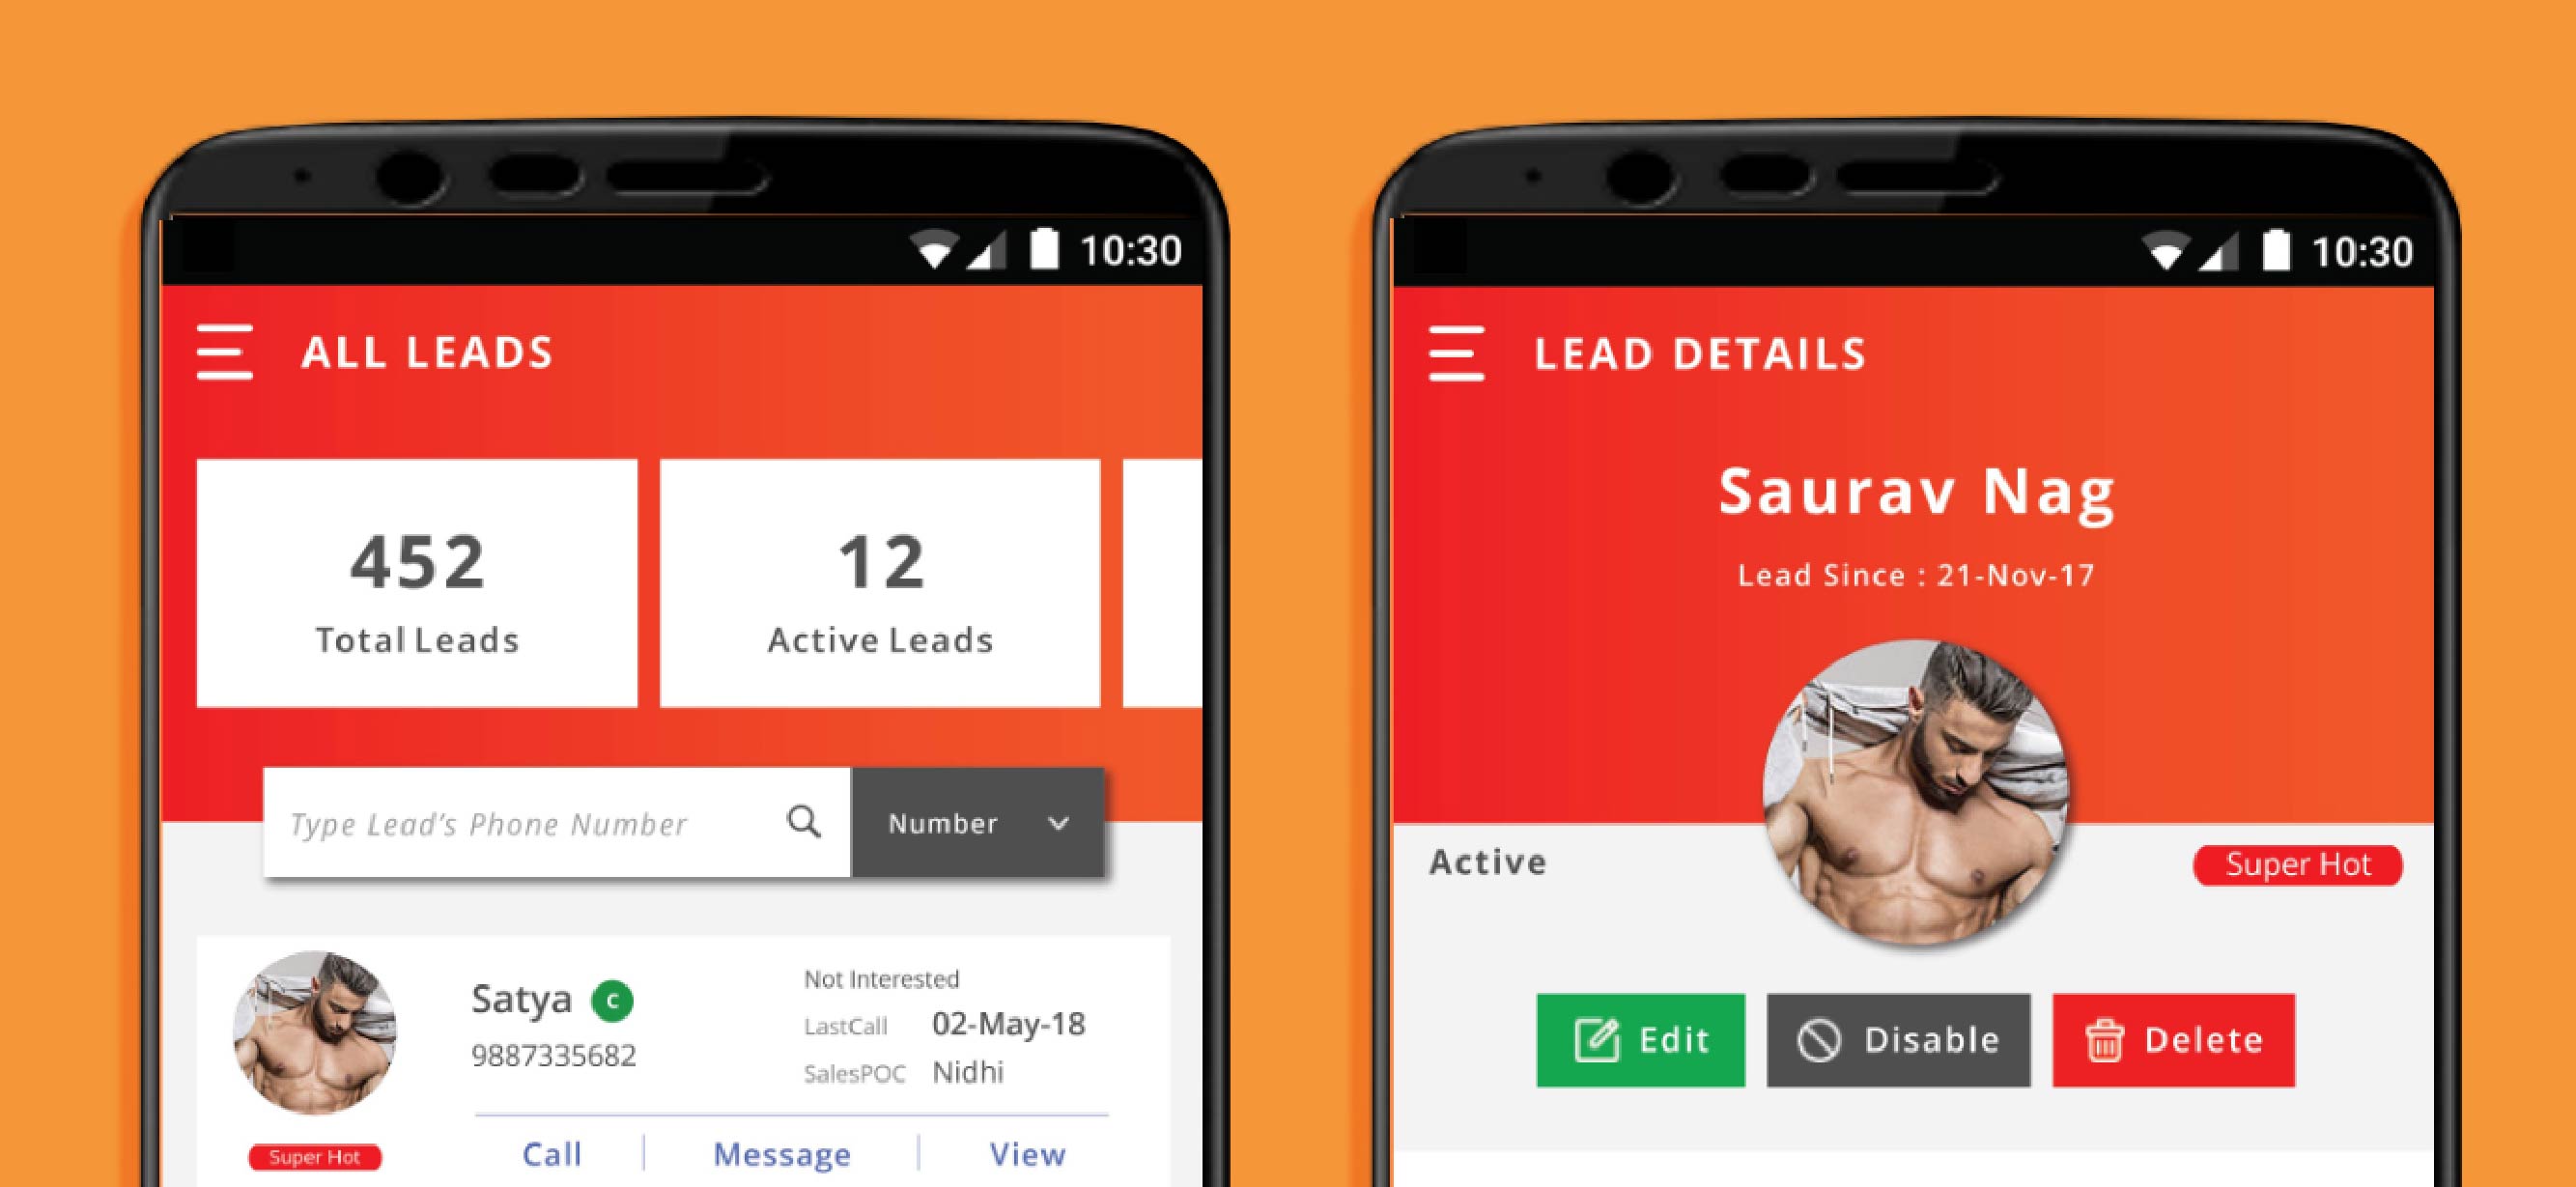 10:30
ALL LEADS
452
Total Leads
12
Active Leads
Type Lead's Phone Number
Number
Satya C
9887335682
Not Interested
LastCall 02-May-18
SalesPOC Nidhi
Super Hot
Call
Message
View
10:30
LEAD DETAILS
Saurav Nag
Lead Since : 21-Nov-17
Active
Super Hot
Edit
Disable
Delete